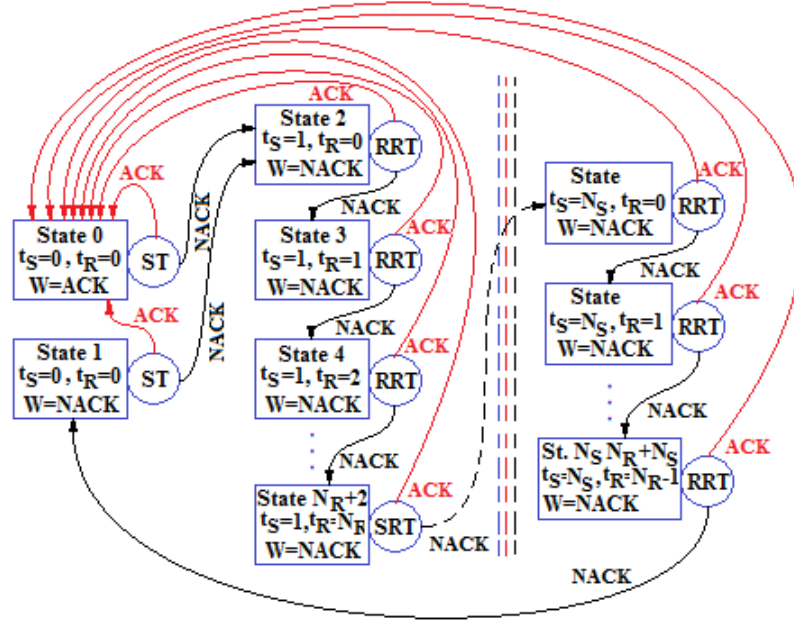 ACK
State 2
tS=1, tR=0
W=NACK
RRT
NACK
ACK
State 0
tS=0 , tR=0
W=ACK
ST
NACK
NACK
ACK
State 3
tS=1, tR=1
W=NACK
RRT
NACK
ACK
State 1
tS=0 , tR=0
W=NACK
ST
ACK
State 4
tS=1, tR=2
W=NACK
RRT
NACK
ACK
State NR+2
tS=1,tR=NR
W=NACK
SRT
NACK
ACK
State
tS=NS, tR=0
W=NACK
RRT
NACK
ACK
State
tS=NS, tR=1
W=NACK
RRT
NACK
ACK
St. NS NR+NS
tS=NS,tR=NR-1
W=NACK
RRT
NACK